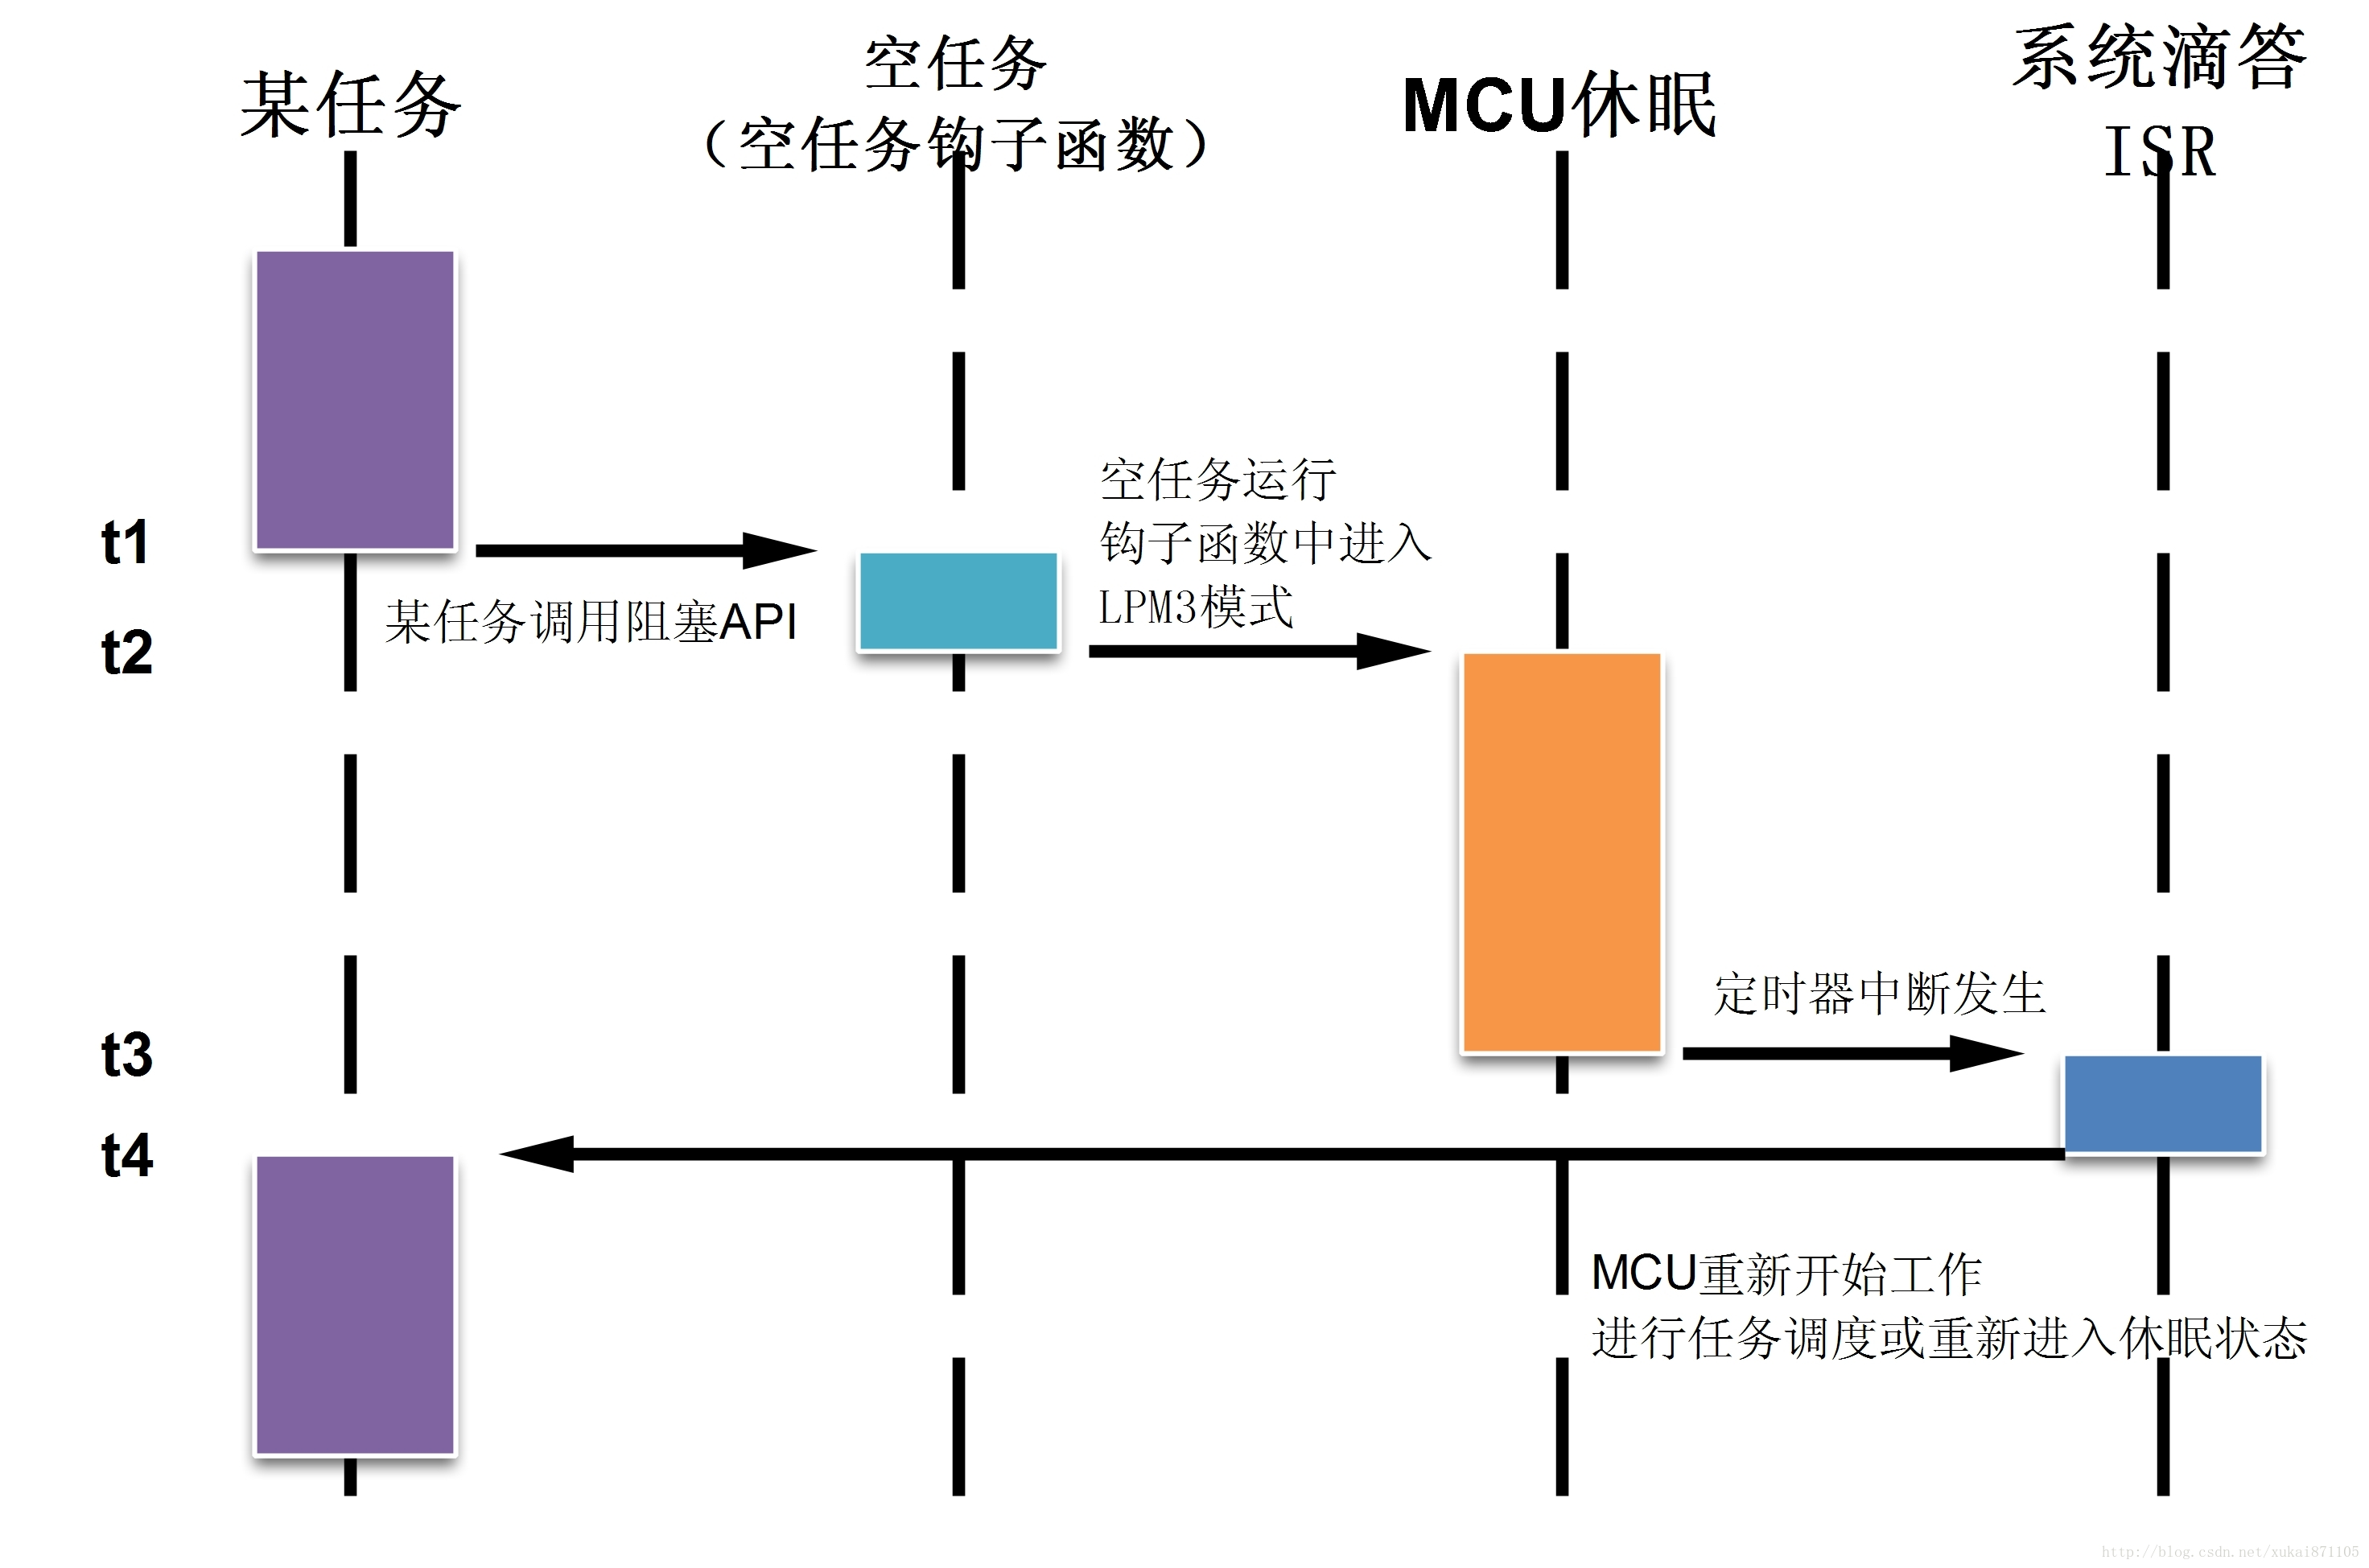 某任务
空任务
（空任务钩子函数）
MCU休眠
系统滴答
ISR
空任务运行
钩子函数中进入
LPM3模式
t1
某任务调用阻塞API
t2
定时器中断发生
t3
t4
MCU重新开始工作
进行任务调度或重新进入休眠状态
http://blog.csdn.net/xukai871105